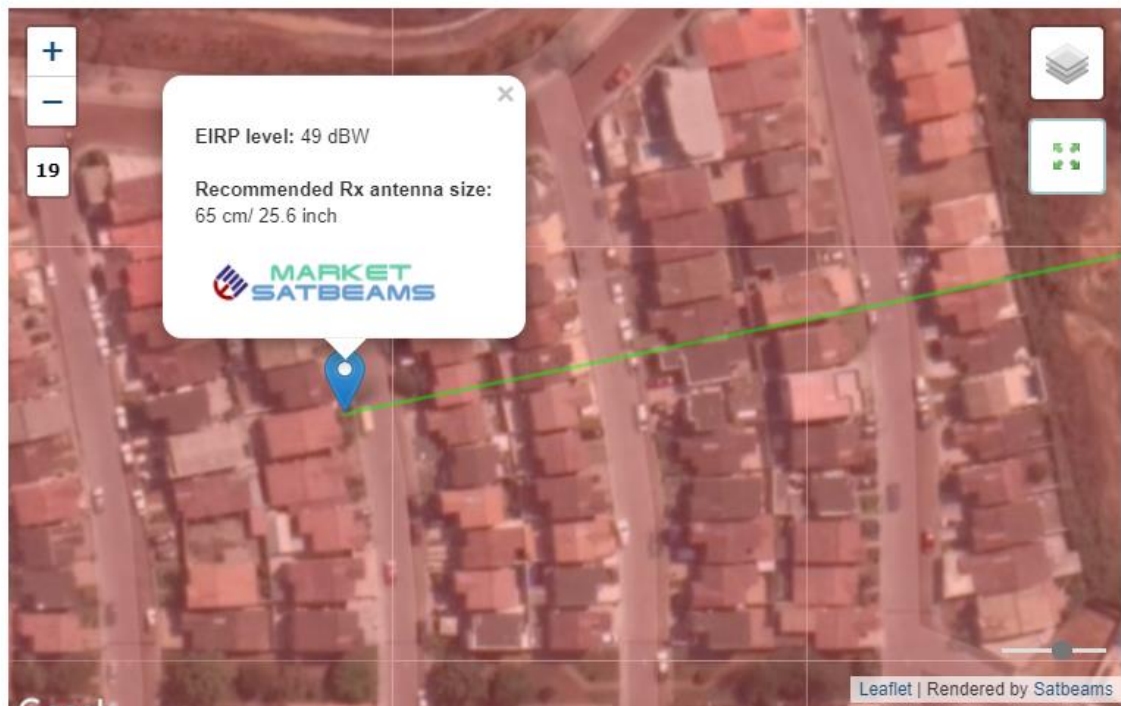 +
−
19
×
EIRP level: 49 dBW
Recommended Rx antenna size:
65 cm/ 25.6 inch
MARKET
SATBEAMS
Leaflet | Rendered by Satbeams